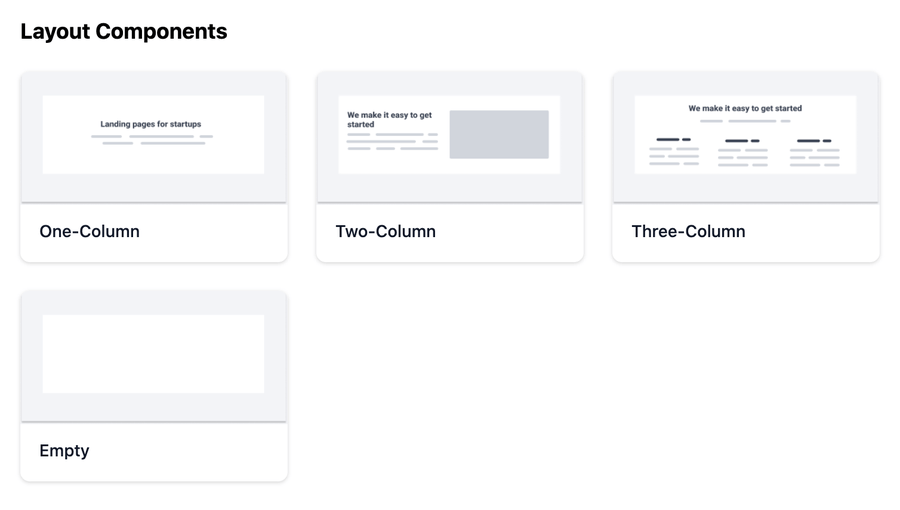 Layout Components
Landing pages for startups
We make it easy to get
started
We make it easy to get started
One-Column
Two-Column
Three-Column
Empty